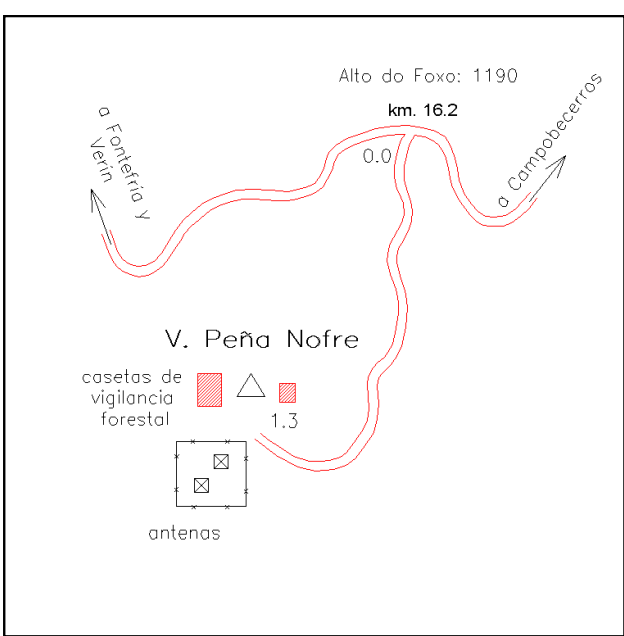 Alto do Foxo: 1190
km. 16.2
0.0
a Fontefria y
Verín
a Campobecerros
V. Peña Nofre
casetas de
vigilancia
forestal
1.3
antenas